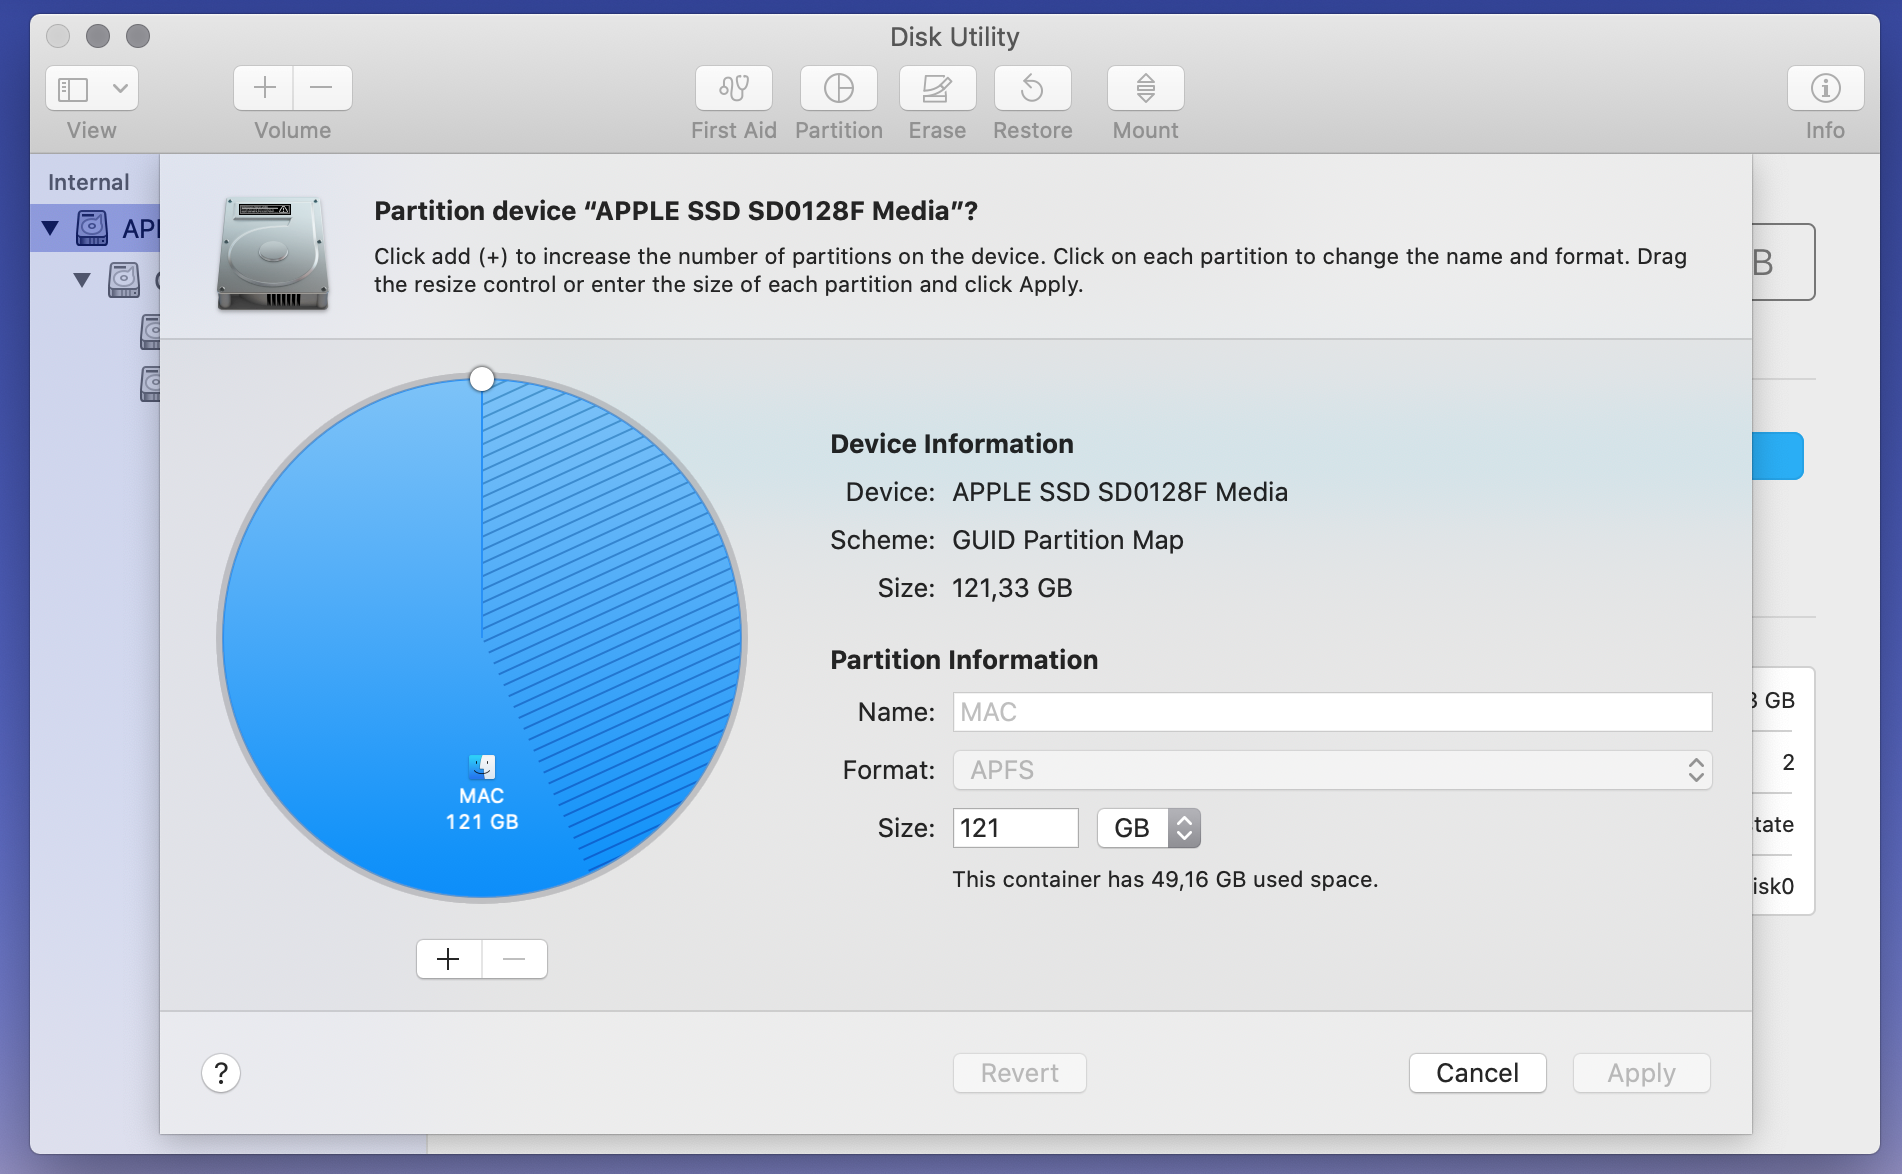 Disk Utility
View
Volume
First Aid
Partition
Erase
Restore
Mount
Info
Internal
Partition device “APPLE SSD SD0128F Media”?
Click add (+) to increase the number of partitions on the device. Click on each partition to change the name and format. Drag
the resize control or enter the size of each partition and click Apply.
Device Information
Device: APPLE SSD SD0128F Media
Scheme: GUID Partition Map
Size: 121,33 GB
Partition Information
Name: MAC
Format: APFS
Size: 121 GB
This container has 49,16 GB used space.
MAC
121 GB
GB
2
?
Revert
Cancel
Apply